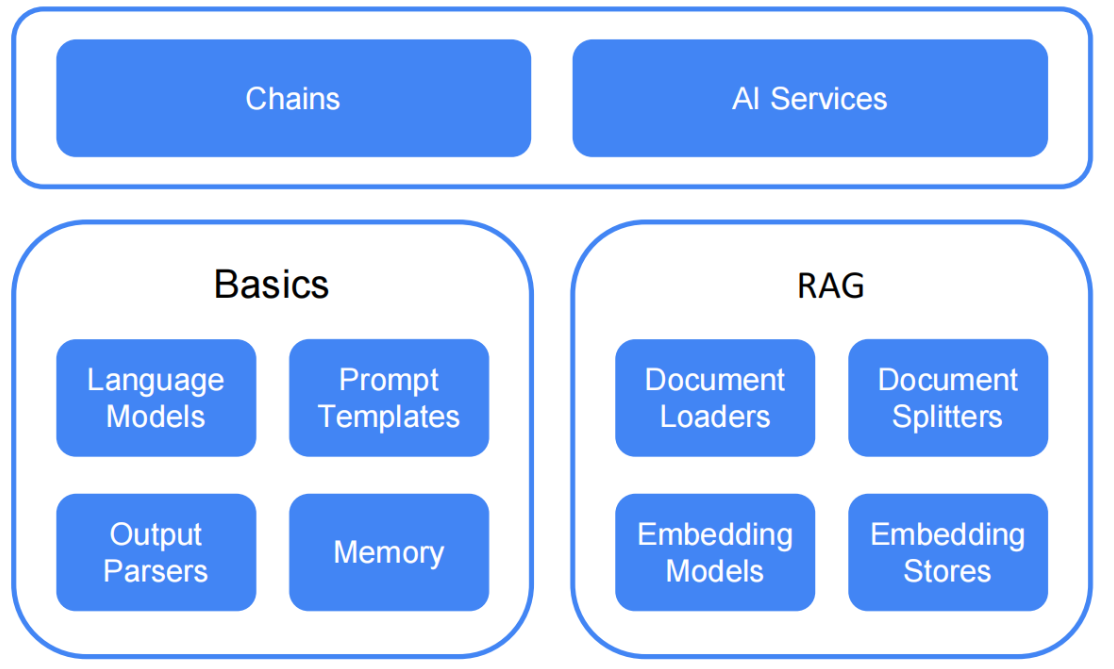 Chains
AI Services
Basics
Language
Models
Prompt
Templates
Output
Parsers
Memory
RAG
Document
Loaders
Document
Splitters
Embedding
Models
Embedding
Stores